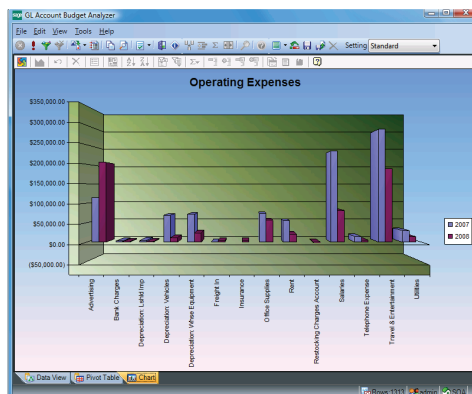 sage GL Account Budget Analyzer
File Edit View Tools Help
Setting Standard
Operating Expenses
$350,000.00
$300,000.00
$250,000.00
$200,000.00
$150,000.00
$100,000.00
$50,000.00
$0.00
($50,000.00)
2007
2008
Advertising
Bank Charges
Depreciation: Lshld Imp
Depreciation: Vehicles
Depreciation: Whse Equipment
Freight In
Insurance
Office Supplies
Rent
Restocking Charges Account
Salaries
Telephone Expense
Travel & Entertainment
Utilities
Data View Pivot Table Chart
Rows: 1313 admin SOA